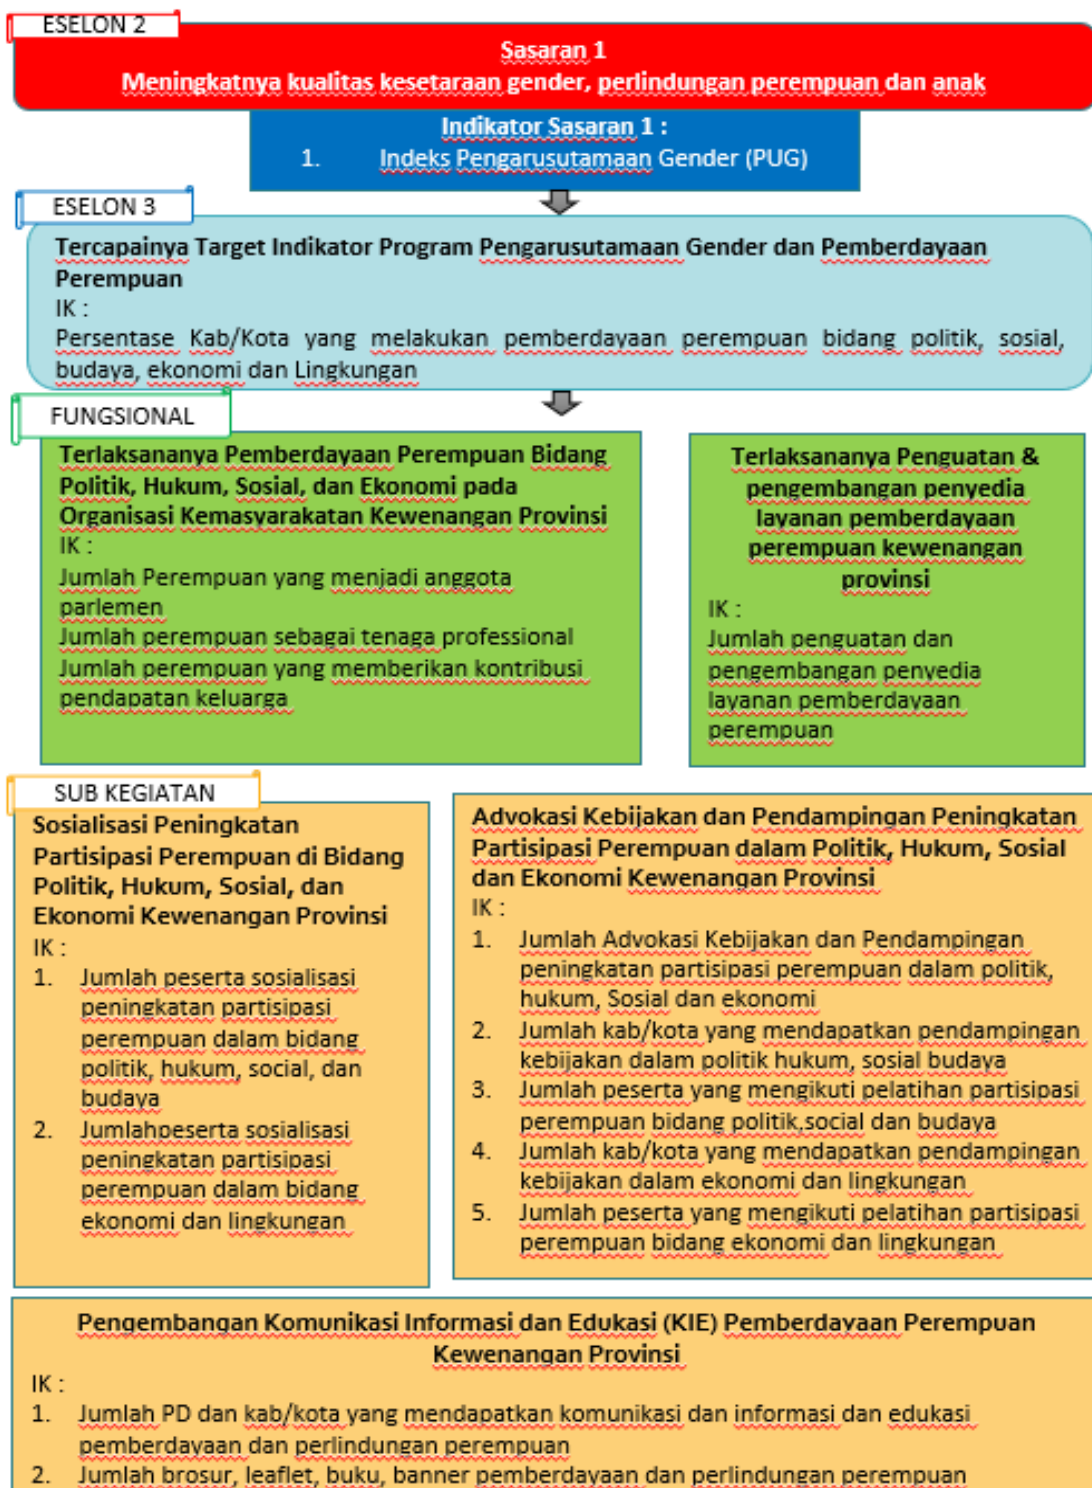 ESELON 2
Sasaran 1
Meningkatnya kualitas kesetaraan gender, perlindungan perempuan dan anak
Indikator Sasaran 1 :
1. Indeks Pengarusutamaan Gender (PUG)
ESELON 3
Tercapainya Target Indikator Program Pengarusutamaan Gender dan Pemberdayaan
Perempuan
IK :
Persentase Kab/Kota yang melakukan pemberdayaan perempuan bidang politik, sosial,
budaya, ekonomi dan Lingkungan
FUNGSIONAL
Terlaksananya Pemberdayaan Perempuan Bidang
Politik, Hukum, Sosial, dan Ekonomi pada
Organisasi Kemasyarakatan Kewenangan Provinsi
IK :
Jumlah Perempuan yang menjadi anggota
parlemen
Jumlah perempuan sebagai tenaga professional
Jumlah perempuan yang memberikan kontribusi
pendapatan keluarga
Terlaksananya Penguatan &
pengembangan penyedia
layanan pemberdayaan
perempuan kewenangan
provinsi
IK :
Jumlah penguatan dan
pengembangan penyedia
layanan pemberdayaan
perempuan
SUB KEGIATAN
Sosialisasi Peningkatan
Partisipasi Perempuan di Bidang
Politik, Hukum, Sosial, dan
Ekonomi Kewenangan Provinsi
IK :
1. Jumlah peserta sosialisasi
peningkatan partisipasi
perempuan dalam bidang
politik, hukum, social, dan
budaya
2. Jumlahpeserta sosialisasi
peningkatan partisipasi
perempuan dalam bidang
ekonomi dan lingkungan
Advokasi Kebijakan dan Pendampingan Peningkatan
Partisipasi Perempuan dalam Politik, Hukum, Sosial
dan Ekonomi Kewenangan Provinsi
IK :
1. Jumlah Advokasi Kebijakan dan Pendampingan
peningkatan partisipasi perempuan dalam politik,
hukum, Sosial dan ekonomi
2. Jumlah kab/kota yang mendapatkan pendampingan
kebijakan dalam politik hukum, sosial budaya
3. Jumlah peserta yang mengikuti pelatihan partisipasi
perempuan bidang politik,social dan budaya
4. Jumlah kab/kota yang mendapatkan pendampingan
kebijakan dalam ekonomi dan lingkungan
5. Jumlah peserta yang mengikuti pelatihan partisipasi
perempuan bidang ekonomi dan lingkungan
Pengembangan Komunikasi Informasi dan Edukasi (KIE) Pemberdayaan Perempuan
Kewenangan Provinsi
IK :
1. Jumlah PD dan kab/kota yang mendapatkan komunikasi dan informasi dan edukasi
pemberdayaan dan perlindungan perempuan
2. Jumlah brosur, leaflet, buku, banner pemberdayaan dan perlindungan perempuan